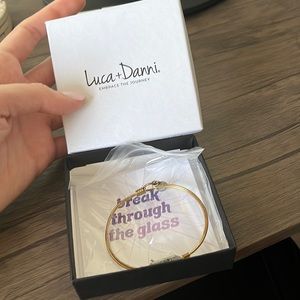 Luca+Danni®
EMBRACE THE JOURNEY
break
through
the glass